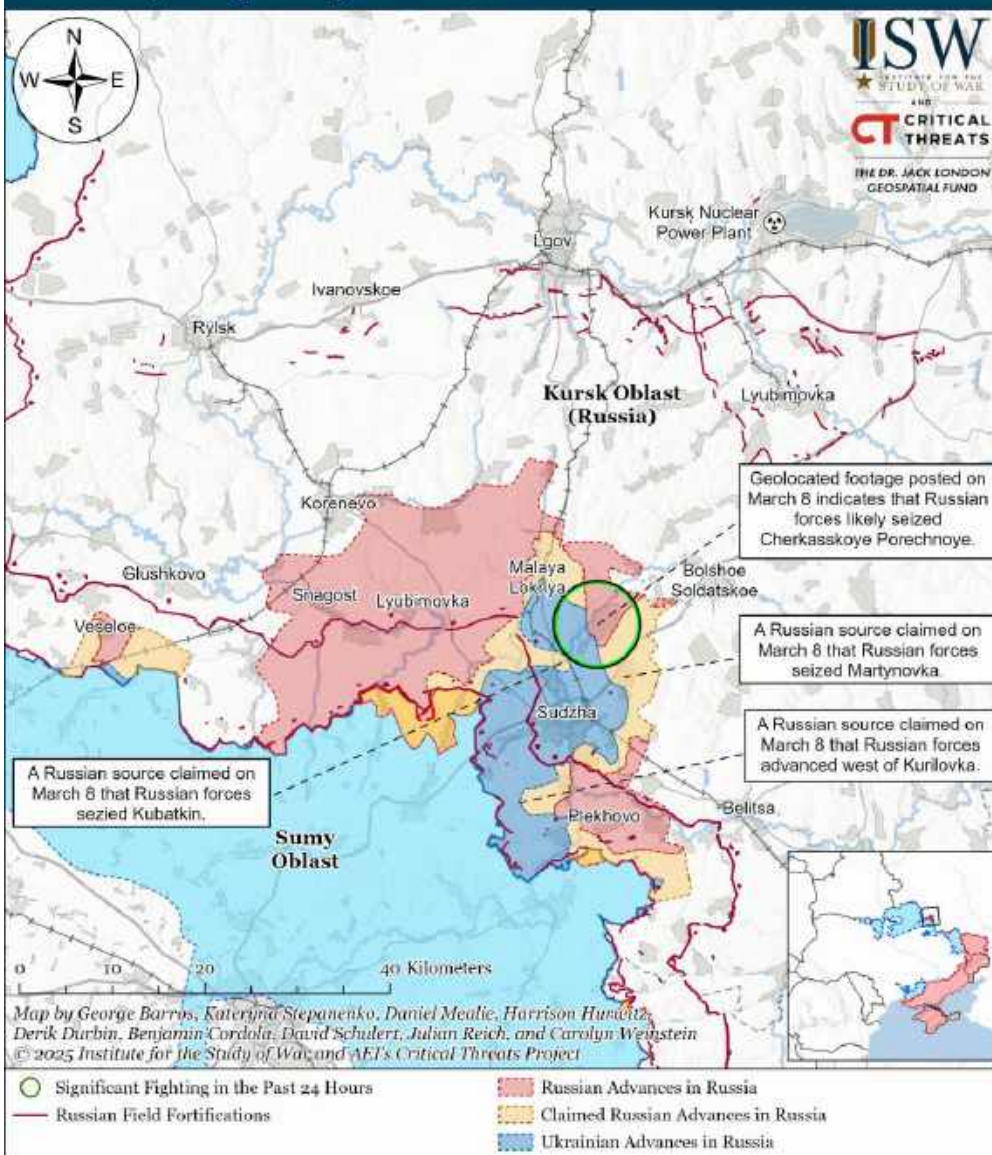 N
W E
S
ISW
INSTITUTE FOR THE
STUDY OF WAR
AND
CT CRITICAL
THREATS
THE DR. JACK LONDON
GEOSPATIAL FUND
Kursk Nuclear
Power Plant
Lgov
Ivanovskoe
Rylsk
Kursk Oblast
(Russia)
Lyubimovka
Geolocated footage posted on
March 8 indicates that Russian
forces likely seized
Cherkasskoye Porechnoye.
Korenevo
Glushkovo
Malaya
Loknya
Bolshoe
Soldatskoe
Snagost
Lyubimovka
Veseloe
A Russian source claimed on
March 8 that Russian forces
seized Martynovka.
Sudzha
A Russian source claimed on
March 8 that Russian forces
advanced west of Kurilovka.
A Russian source claimed on
March 8 that Russian forces
sezied Kubatkin.
Plekhovo
Belitsa
Sumy
Oblast
0 10 20 40 Kilometers
Map by George Barros, Kateryna Stepanenko, Daniel Mealie, Harrison Hurwitz,
Derik Durbin, Benjamin Cordola, David Schulert, Julian Reich, and Carolyn Weinstein
© 2025 Institute for the Study of War and AEI's Critical Threats Project
Significant Fighting in the Past 24 Hours
Russian Field Fortifications
Russian Advances in Russia
Claimed Russian Advances in Russia
Ukrainian Advances in Russia